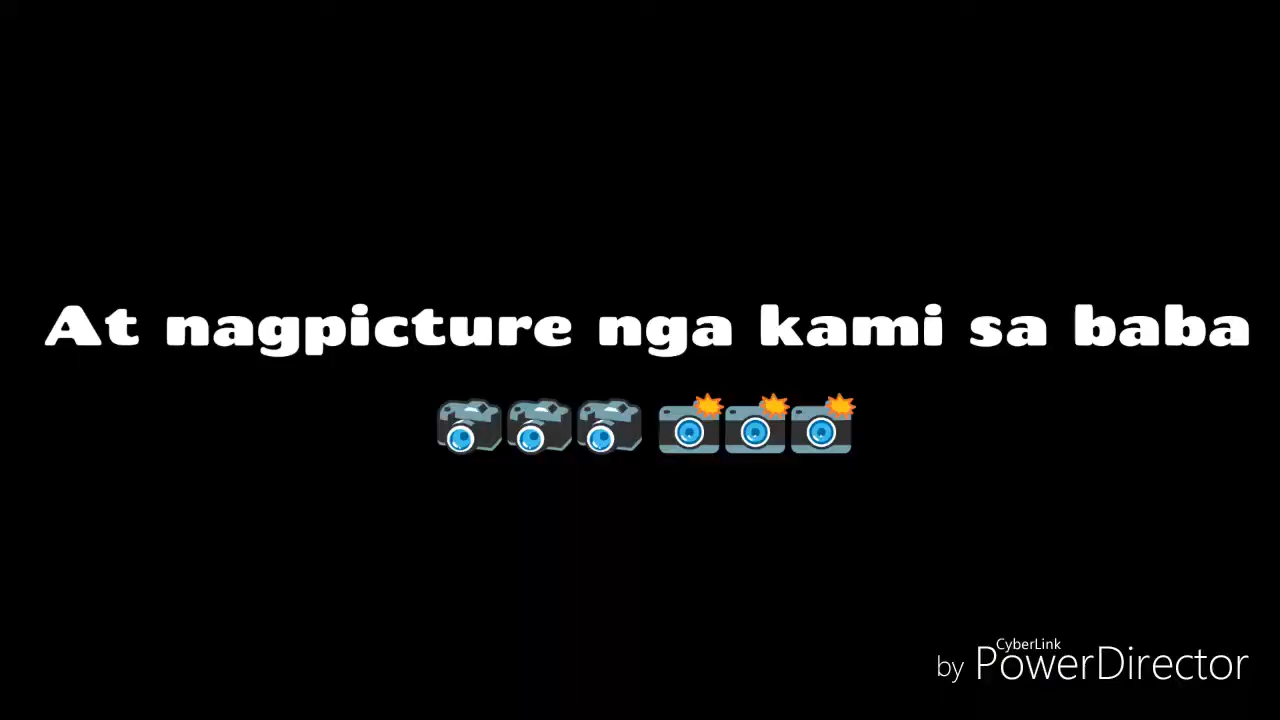 At nagpicture nga kami sa baba
📷📷📷 📸📸📸
CyberLink
by PowerDirector